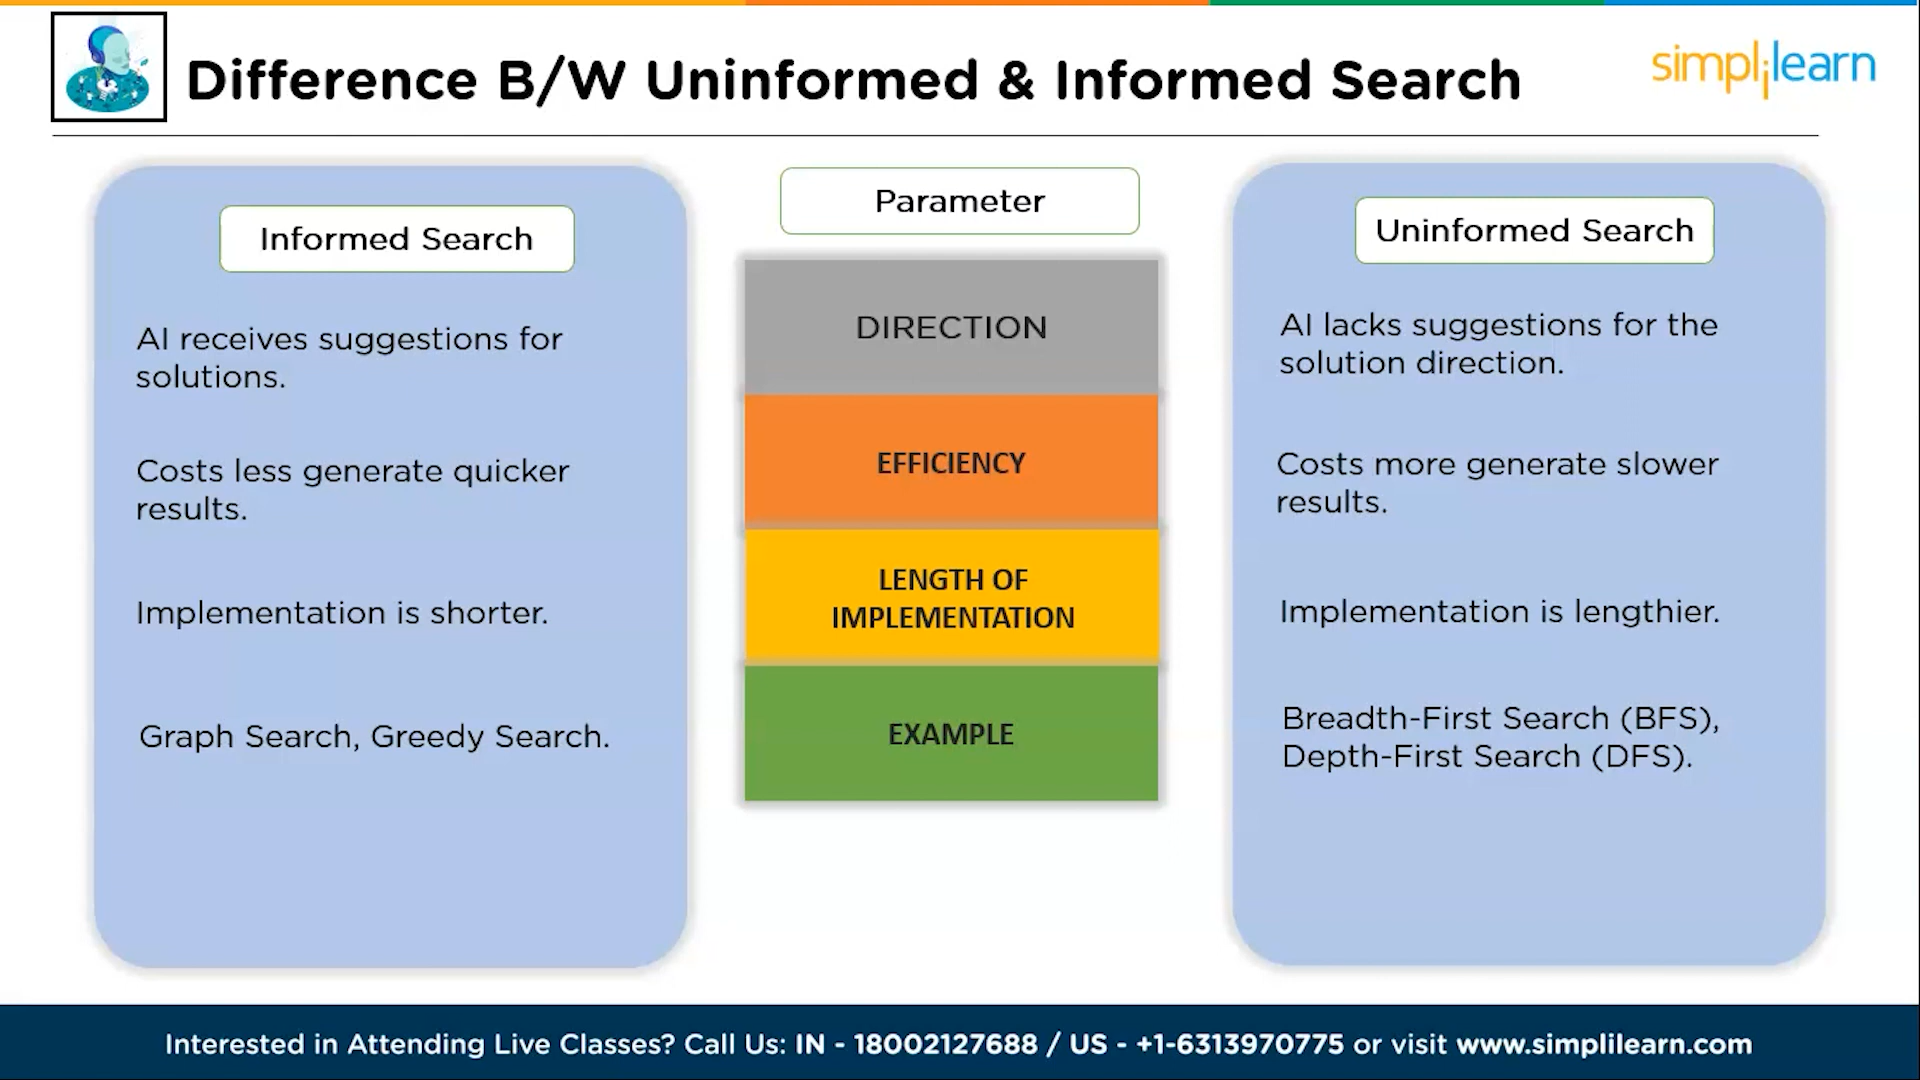 Difference B/W Uninformed & Informed Search
simplilearn
Informed Search
AI receives suggestions for
solutions.
Costs less generate quicker
results.
Implementation is shorter.
Graph Search, Greedy Search.
Parameter
DIRECTION
EFFICIENCY
LENGTH OF
IMPLEMENTATION
EXAMPLE
Uninformed Search
AI lacks suggestions for the
solution direction.
Costs more generate slower
results.
Implementation is lengthier.
Breadth-First Search (BFS),
Depth-First Search (DFS).
Interested in Attending Live Classes? Call Us: IN - 18002127688 / US - +1-6313970775 or visit www.simplilearn.com